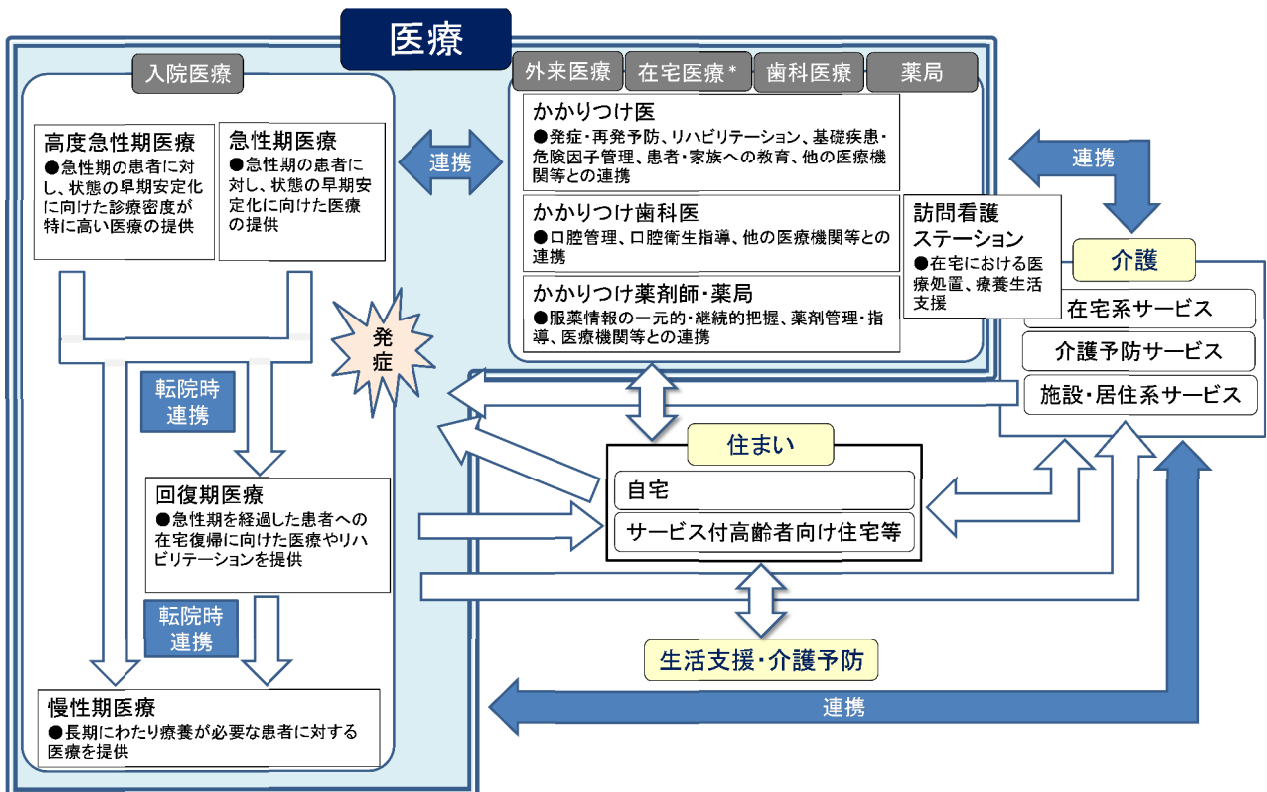 医療
入院医療
高度急性期医療
●急性期の患者に対
し、状態の早期安定化
に向けた診療密度が
特に高い医療の提供
急性期医療
●急性期の患者に
対し、状態の早期安
定化に向けた医療
の提供
連携
外来医療
在宅医療*
歯科医療
薬局
かかりつけ医
●発症・再発予防、リハビリテーション、基礎疾患・
危険因子管理、患者・家族への教育、他の医療機
関等との連携
かかりつけ歯科医
●口腔管理、口腔衛生指導、他の医療機関等との
連携
かかりつけ薬剤師・薬局
●服薬情報の一元的・継続的把握、薬剤管理・指
導、医療機関等との連携
訪問看護
ステーション
●在宅における医
療処置、療養生活
支援
連携
介護
在宅系サービス
介護予防サービス
施設・居住系サービス
発
症
転院時
連携
回復期医療
●急性期を経過した患者への
在宅復帰に向けた医療やリハ
ビリテーションを提供
転院時
連携
慢性期医療
●長期にわたり療養が必要な患者に対する
医療を提供
住まい
自宅
サービス付高齢者向け住宅等
生活支援・介護予防
連携